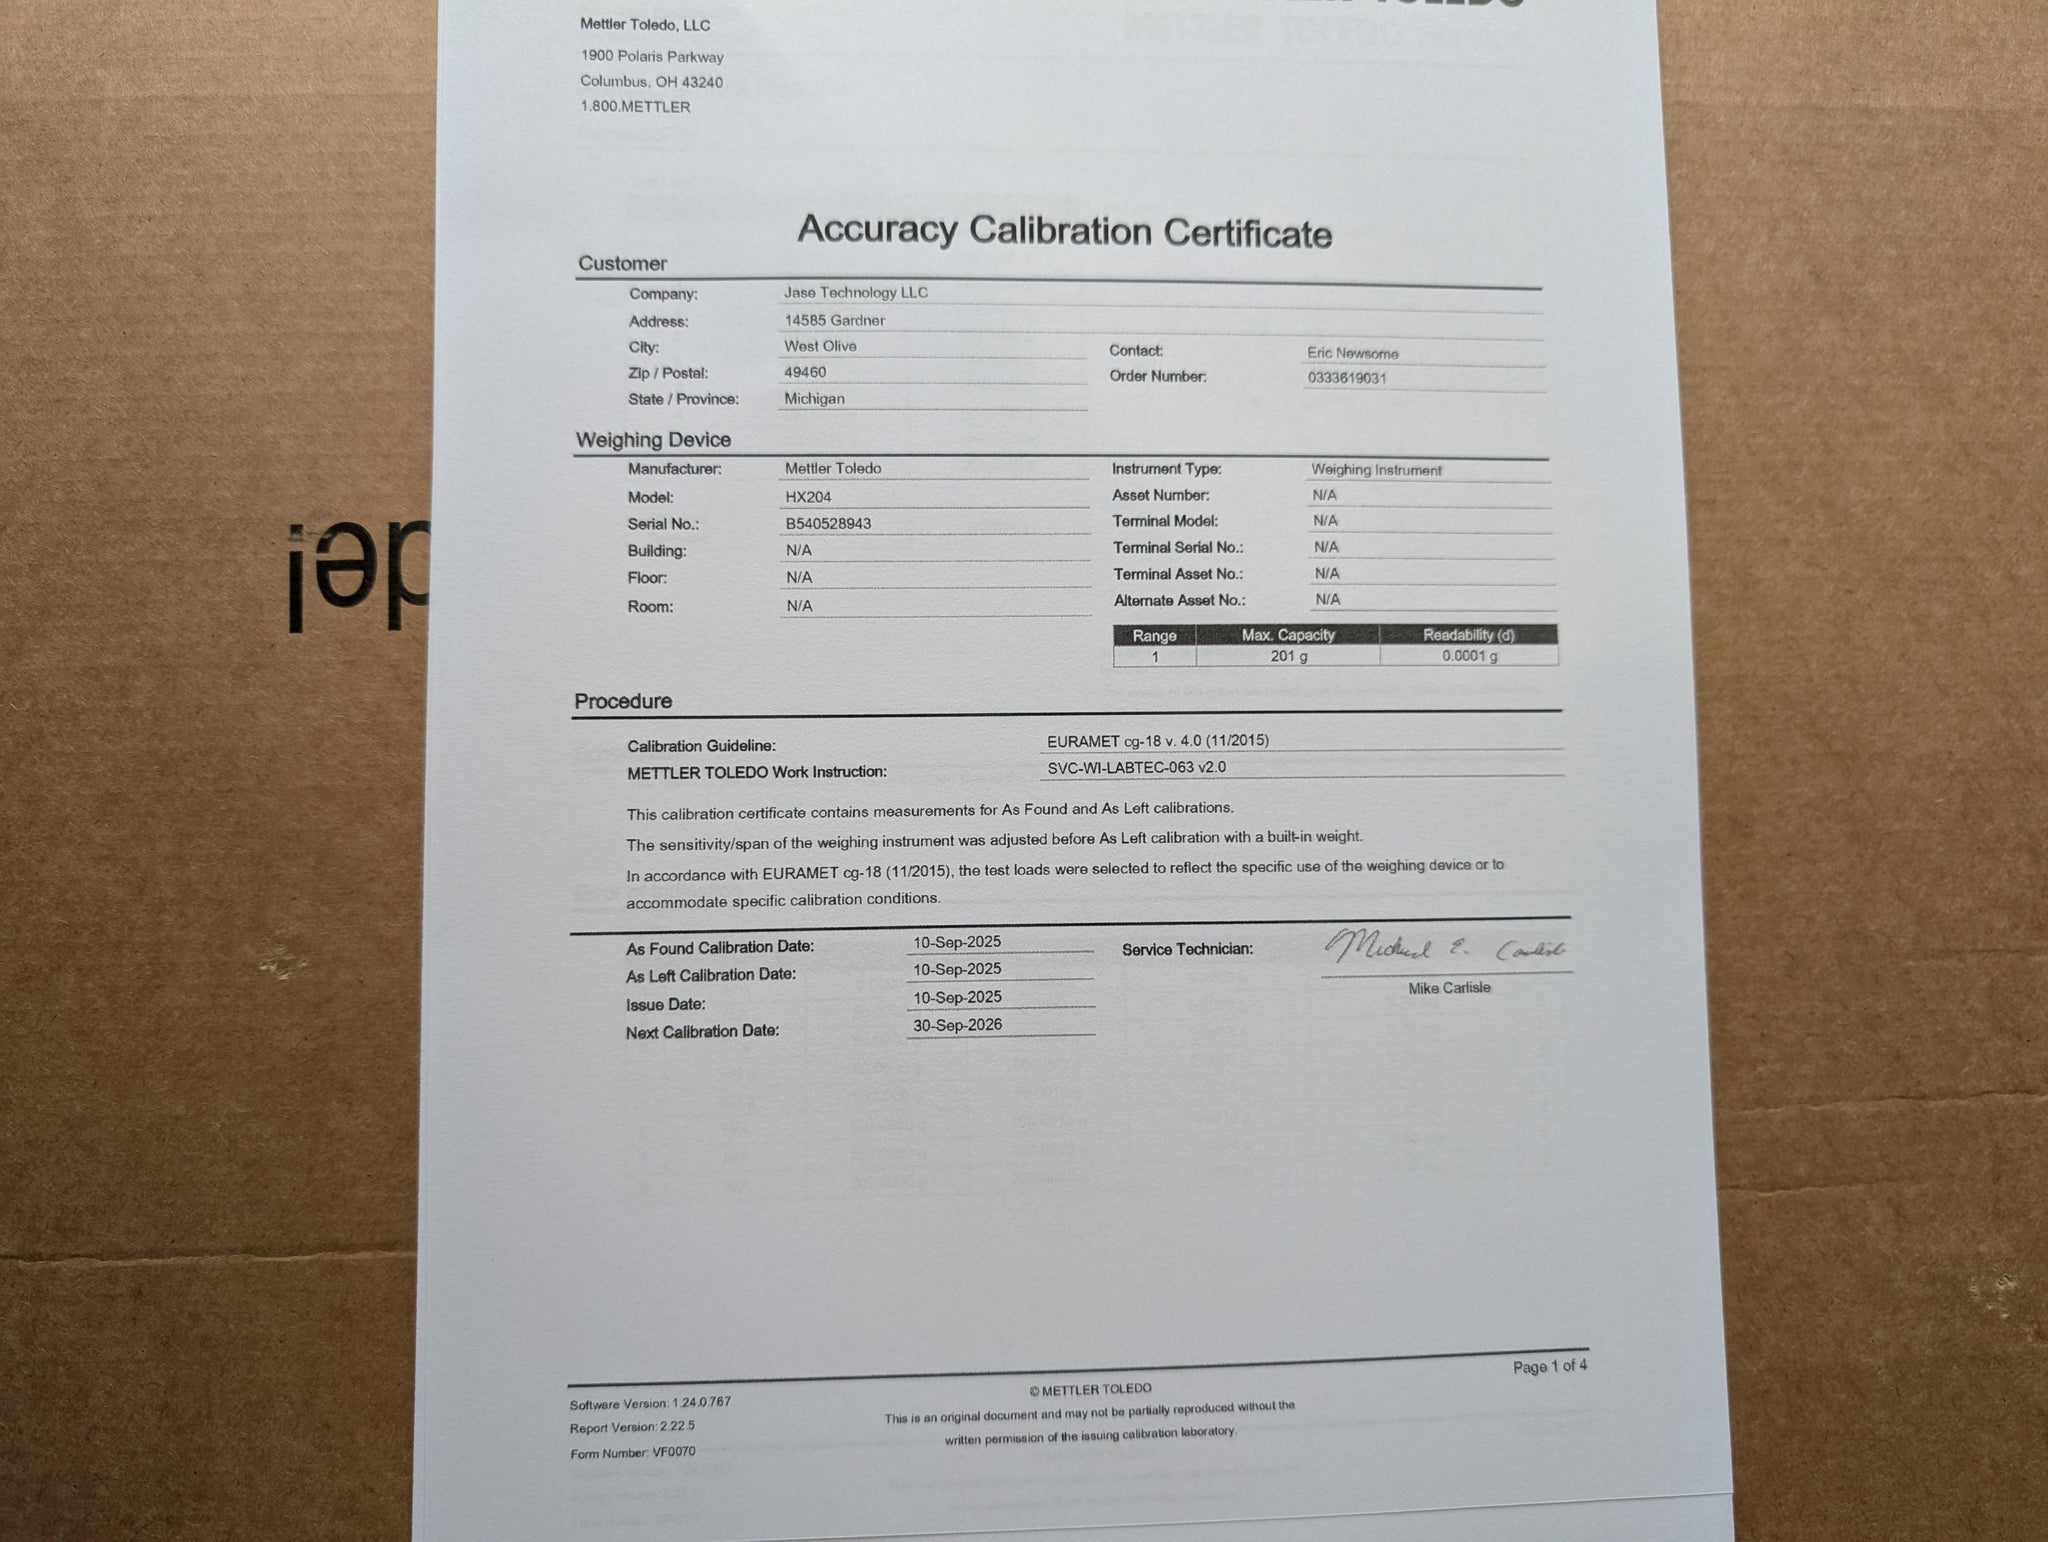 Mettler Toledo, LLC
1900 Polaris Parkway
Columbus, OH 43240
1.800.METTLER
Accuracy Calibration Certificate
Customer
Company: Jase Technology LLC
Address: 14585 Gardner
City: West Olive
Zip / Postal: 49460
State / Province: Michigan
Contact: Eric Newsome
Order Number: 0333619031
Weighing Device
Manufacturer: Mettler Toledo
Model: HX204
Serial No.: B540528943
Building: N/A
Floor: N/A
Room: N/A
Instrument Type: Weighing Instrument
Asset Number: N/A
Terminal Model: N/A
Terminal Serial No.: N/A
Terminal Asset No.: N/A
Alternate Asset No.: N/A
Range Max. Capacity Readability (d)
1 201 g 0.0001 g
Procedure
Calibration Guideline: EURAMET cg-18 v. 4.0 (11/2015)
METTLER TOLEDO Work Instruction: SVC-WI-LABTEC-063 v2.0
This calibration certificate contains measurements for As Found and As Left calibrations.
The sensitivity/span of the weighing instrument was adjusted before As Left calibration with a built-in weight.
In accordance with EURAMET cg-18 (11/2015), the test loads were selected to reflect the specific use of the weighing device or to
accommodate specific calibration conditions.
As Found Calibration Date: 10-Sep-2025
As Left Calibration Date: 10-Sep-2025
Issue Date: 10-Sep-2025
Next Calibration Date: 30-Sep-2026
Service Technician: Michael E. Carlisle
Mike Carlisle
Page 1 of 4
Software Version: 1.24.0.767
Report Version: 2.22.5
Form Number: VF0070
© METTLER TOLEDO
This is an original document and may not be partially reproduced without the
written permission of the issuing calibration laboratory.